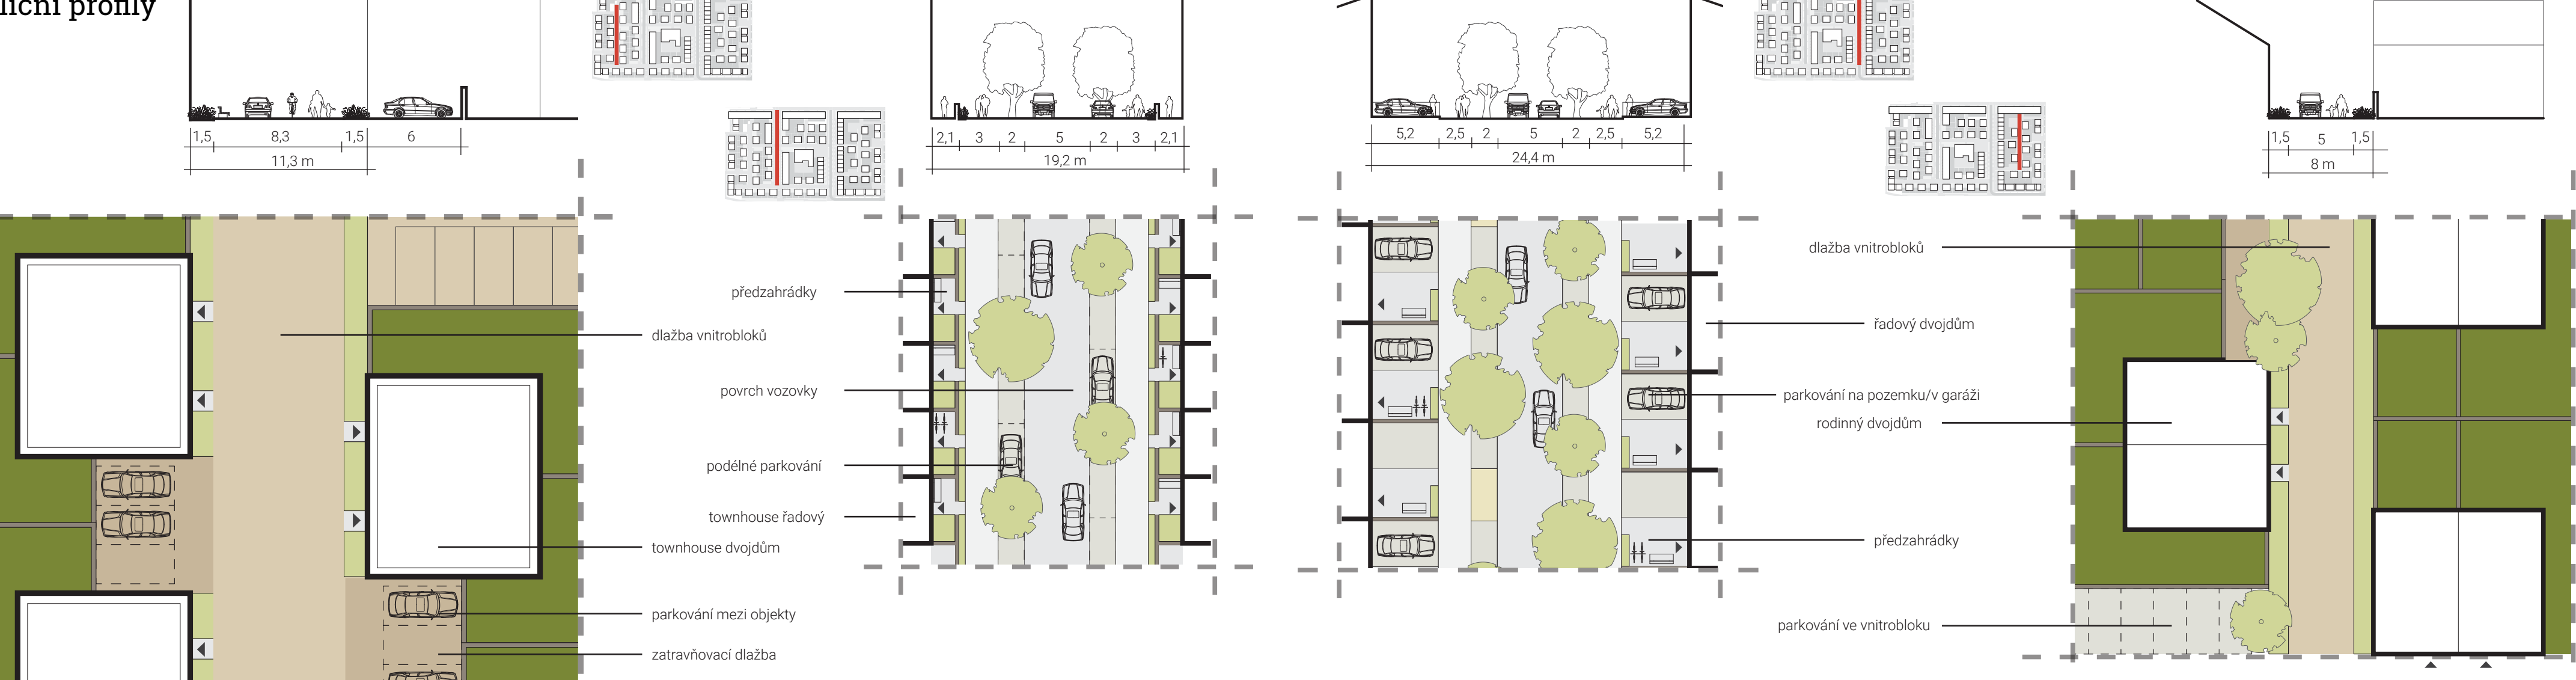 liční profily
1,5 8,3 1,5 6
11,3 m
2,1 3 2 5 2 3 2,1
19,2 m
5,2 2,5 2 5 2 2,5 5,2
24,4 m
1,5 5 1,5
8 m
dlažba vnitrobloků
townhouse dvojdům
parkování mezi objekty
zatravňovací dlažba
předzahrádky
povrch vozovky
podélné parkování
townhouse řadový
řadový dvojdům
parkování na pozemku/v garáži
předzahrádky
dlažba vnitrobloků
rodinný dvojdům
parkování ve vnitrobloku